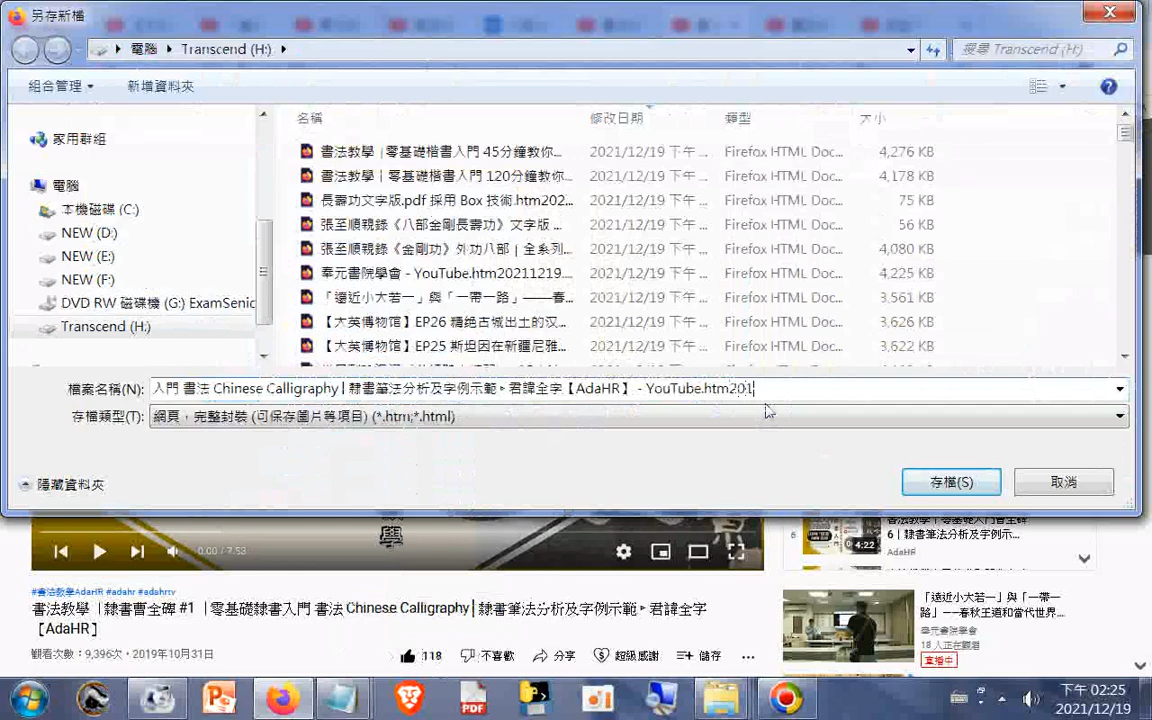 另存新檔
電腦 Transcend (H:)
搜尋 Transcend (H:)
組合管理 新增資料夾
名稱 修改日期 類型 大小
家用群組
電腦
本機磁碟 (C:)
NEW (D:)
NEW (E:)
NEW (F:)
DVD RW 磁碟機 (G:) ExamSenic
Transcend (H:)
書法教學 | 零基礎楷書入門 45分鐘教你... 2021/12/19 下午 ... Firefox HTML Doc... 4,276 KB
書法教學 | 零基礎楷書入門 120分鐘教你... 2021/12/19 下午 ... Firefox HTML Doc... 4,178 KB
長壽功文字版.pdf 採用 Box 技術.htm202... 2021/12/19 下午 ... Firefox HTML Doc... 75 KB
張至順親錄《八部金剛長壽功》文字版 ... 2021/12/19 下午 ... Firefox HTML Doc... 56 KB
張至順親錄《金剛功》外功八部 | 全系列... 2021/12/19 下午 ... Firefox HTML Doc... 4,080 KB
奉元書院學會 - YouTube.htm20211219... 2021/12/19 下午 ... Firefox HTML Doc... 4,225 KB
「遠近小大若一」與「一帶一路」——春... 2021/12/19 下午 ... Firefox HTML Doc... 3,561 KB
【大英博物馆】EP26 精绝古城出土的汉... 2021/12/19 下午 ... Firefox HTML Doc... 3,626 KB
【大英博物馆】EP25 斯坦因在新疆尼雅... 2021/12/19 下午 ... Firefox HTML Doc... 3,622 KB
檔案名稱(N): 入門 書法 Chinese Calligraphy | 隸書筆法分析及字例示範▸君諱全字【AdaHR】 - YouTube.htm201
存檔類型(T): 網頁，完整封裝 (可保存圖片等項目) (*.htm;*.html)
隱藏資料夾
存檔(S) 取消
學
0:00 / 7:53
6
4:22
6 | 隸書筆法分析及字例示...
AdaHR
#書法教學AdaHR #adahr #adahrtv
書法教學 | 隸書曹全碑 #1 | 零基礎隸書入門 書法 Chinese Calligraphy | 隸書筆法分析及字例示範▸君諱全字
【AdaHR】
觀看次數：9,396次・2019年10月31日
118 不喜歡 分享 超級感謝 儲存 ...
「遠近小大若一」與「一帶
一路」——春秋王道和當代世界...
奉元書院學會
18 人正在觀看
直播中
PDF
下午 02:25
2021/12/19